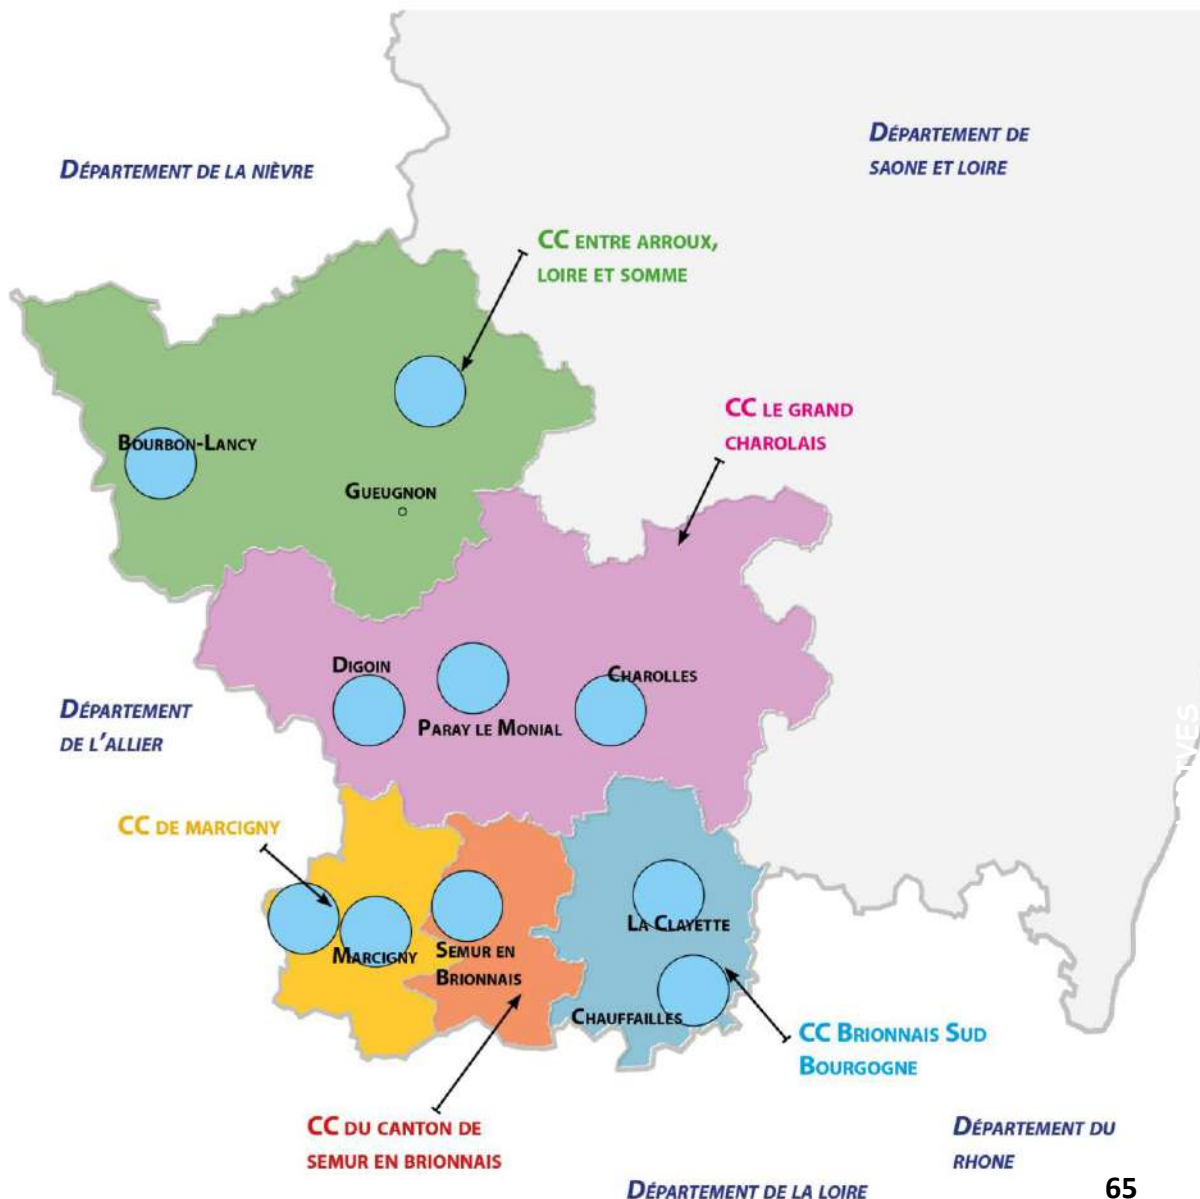 Département de
saone et loire
Département de la nièvre
CC entre arroux,
loire et somme
CC le grand
charolais
Bourbon-Lancy
Gueugnon
Digoin
Charolles
Paray le Monial
Département
de l'allier
IVES
CC de marcigny
La Clayette
Marcigny
Semur en
Brionnais
Chauffailles
CC Brionnais Sud
Bourgogne
CC du canton de
semur en brionnais
Département du
rhone
Département de la loire
65